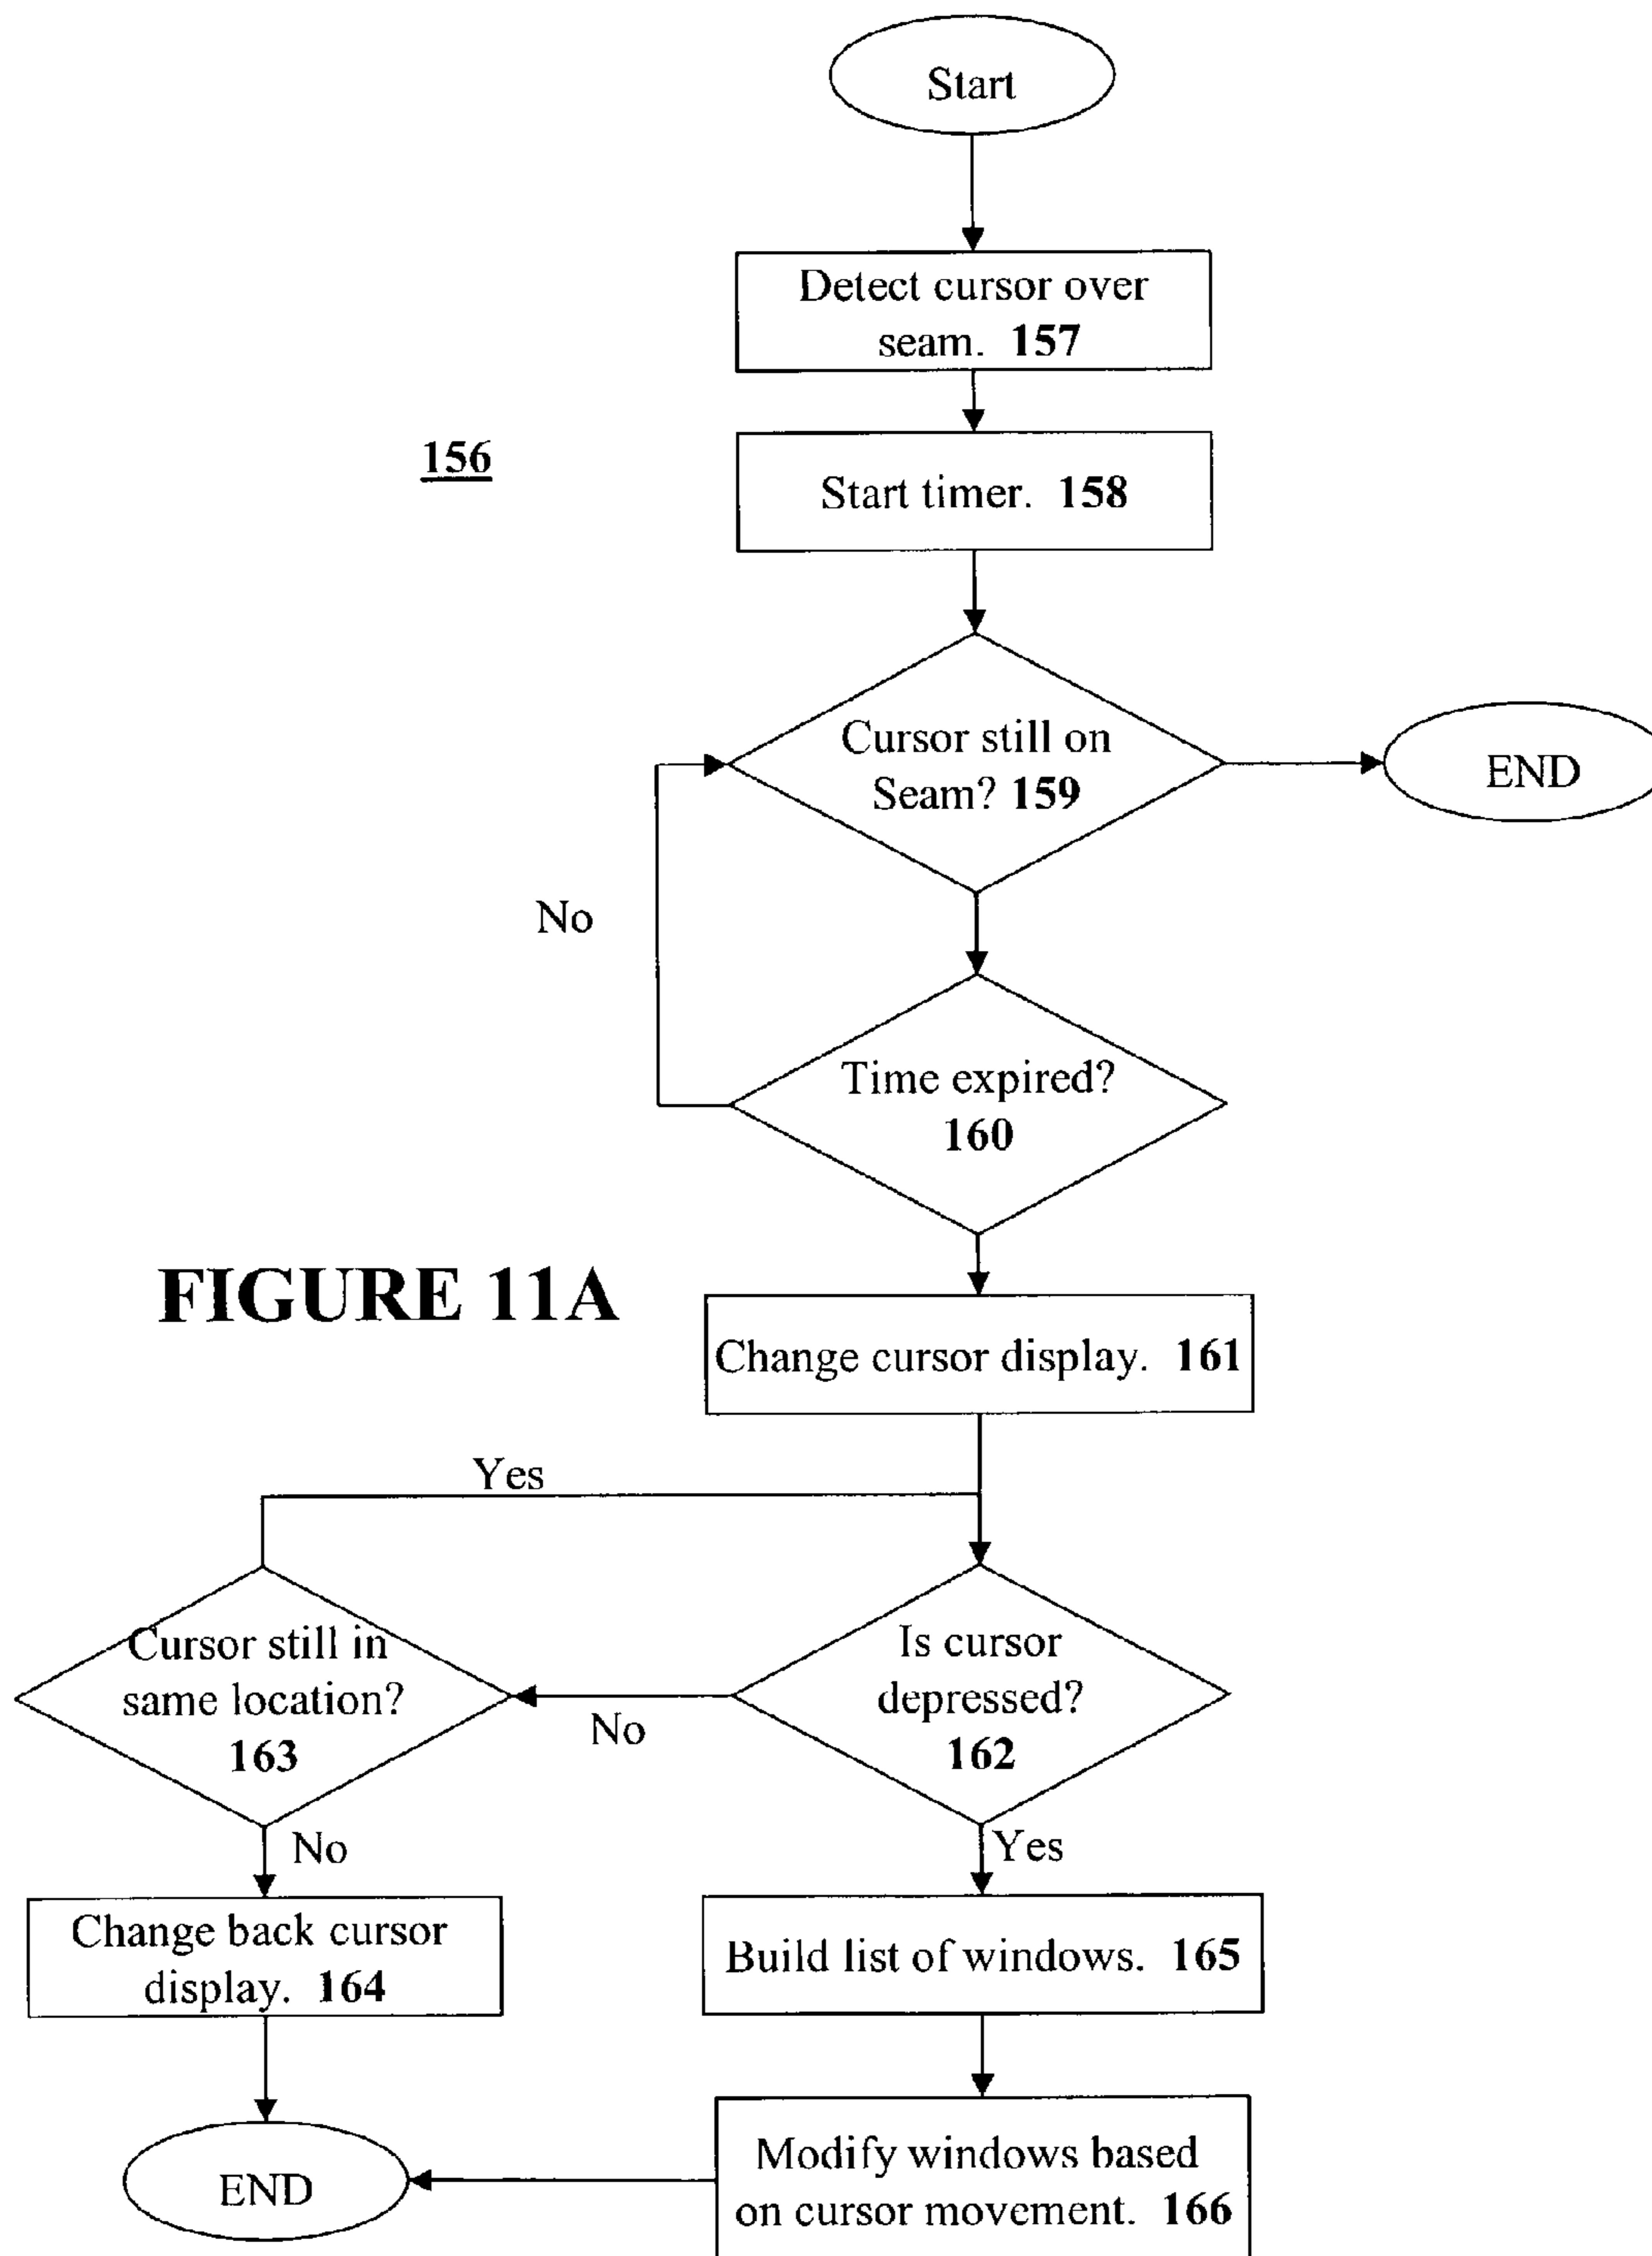 Start
Detect cursor over
seam. 157
156
Start timer. 158
Cursor still on
Seam? 159
END
No
Time expired?
160
FIGURE 11A
Change cursor display. 161
Yes
Cursor still in
same location?
163
Is cursor
depressed?
162
No
No
Yes
Change back cursor
display. 164
Build list of windows. 165
END
Modify windows based
on cursor movement. 166